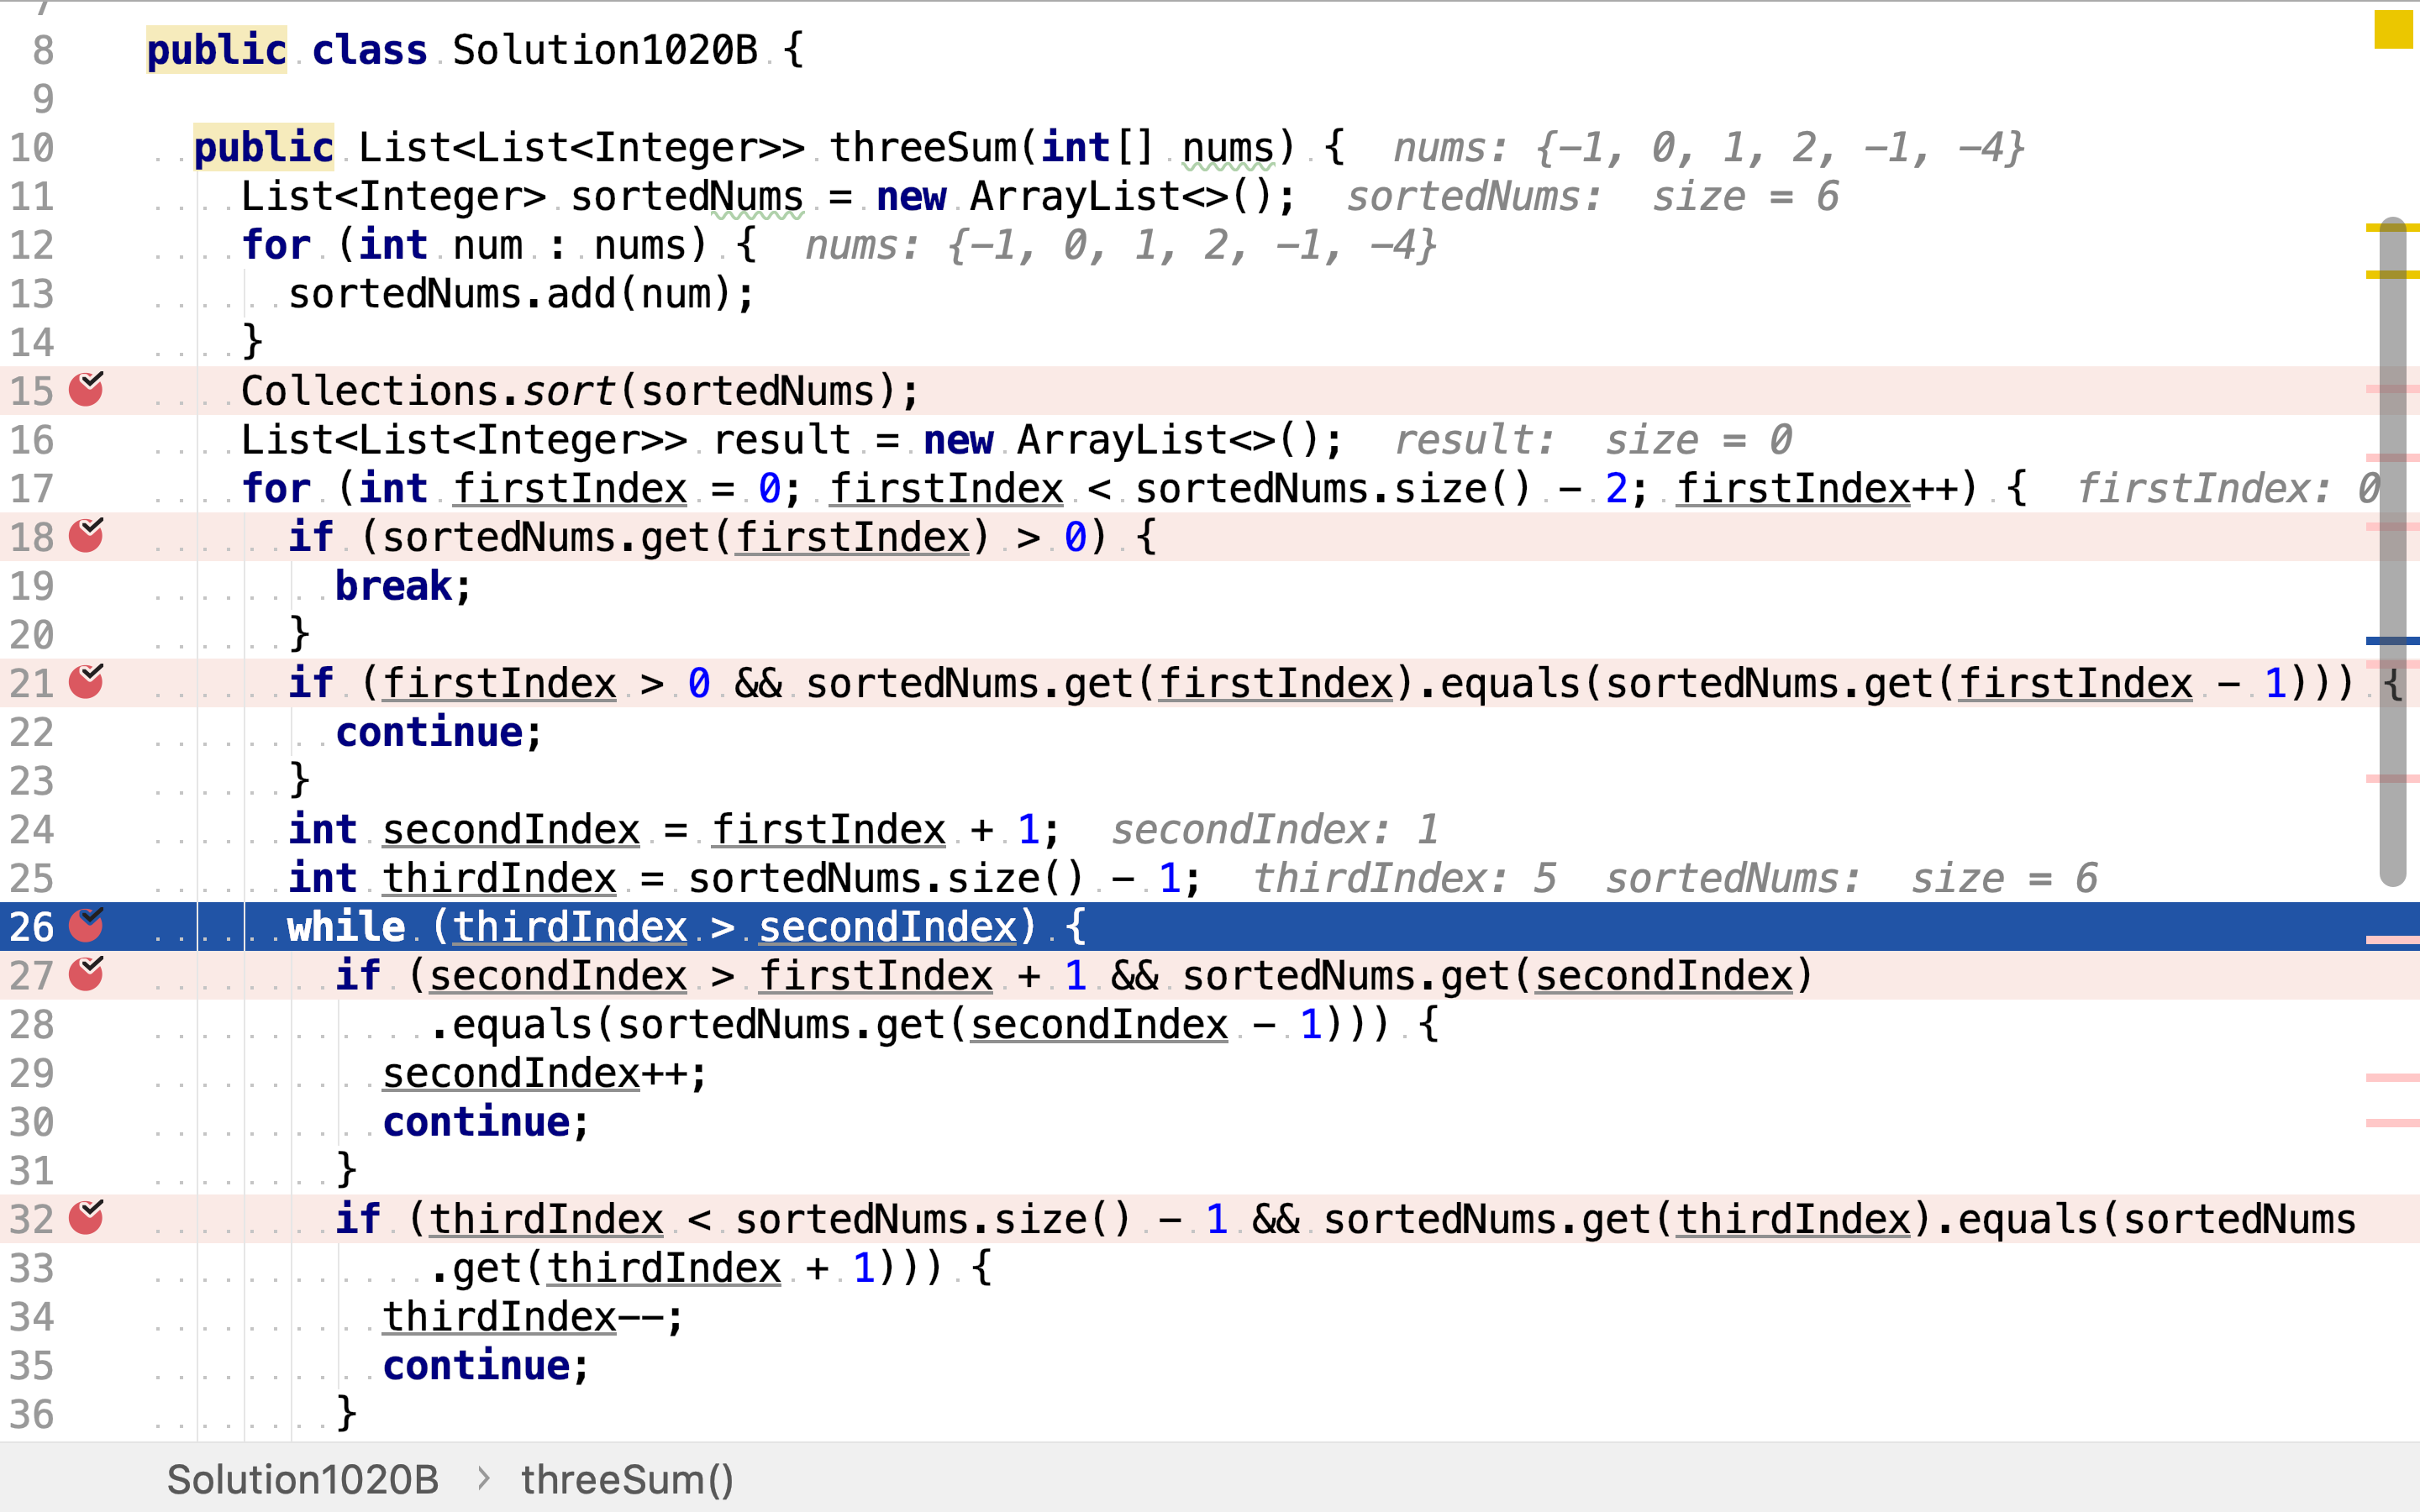 8 public class Solution1020B {
9
10 public List<List<Integer>> threeSum(int[] nums) { nums: {-1, 0, 1, 2, -1, -4}
11 List<Integer> sortedNums = new ArrayList<>(); sortedNums: size = 6
12 for (int num : nums) { nums: {-1, 0, 1, 2, -1, -4}
13 sortedNums.add(num);
14 }
15 Collections.sort(sortedNums);
16 List<List<Integer>> result = new ArrayList<>(); result: size = 0
17 for (int firstIndex = 0; firstIndex < sortedNums.size() - 2; firstIndex++) { firstIndex: 0
18 if (sortedNums.get(firstIndex) > 0) {
19 break;
20 }
21 if (firstIndex > 0 && sortedNums.get(firstIndex).equals(sortedNums.get(firstIndex - 1))) {
22 continue;
23 }
24 int secondIndex = firstIndex + 1; secondIndex: 1
25 int thirdIndex = sortedNums.size() - 1; thirdIndex: 5 sortedNums: size = 6
26 while (thirdIndex > secondIndex) {
27 if (secondIndex > firstIndex + 1 && sortedNums.get(secondIndex)
28 .equals(sortedNums.get(secondIndex - 1))) {
29 secondIndex++;
30 continue;
31 }
32 if (thirdIndex < sortedNums.size() - 1 && sortedNums.get(thirdIndex).equals(sortedNums
33 .get(thirdIndex + 1))) {
34 thirdIndex--;
35 continue;
36 }
Solution1020B > threeSum()